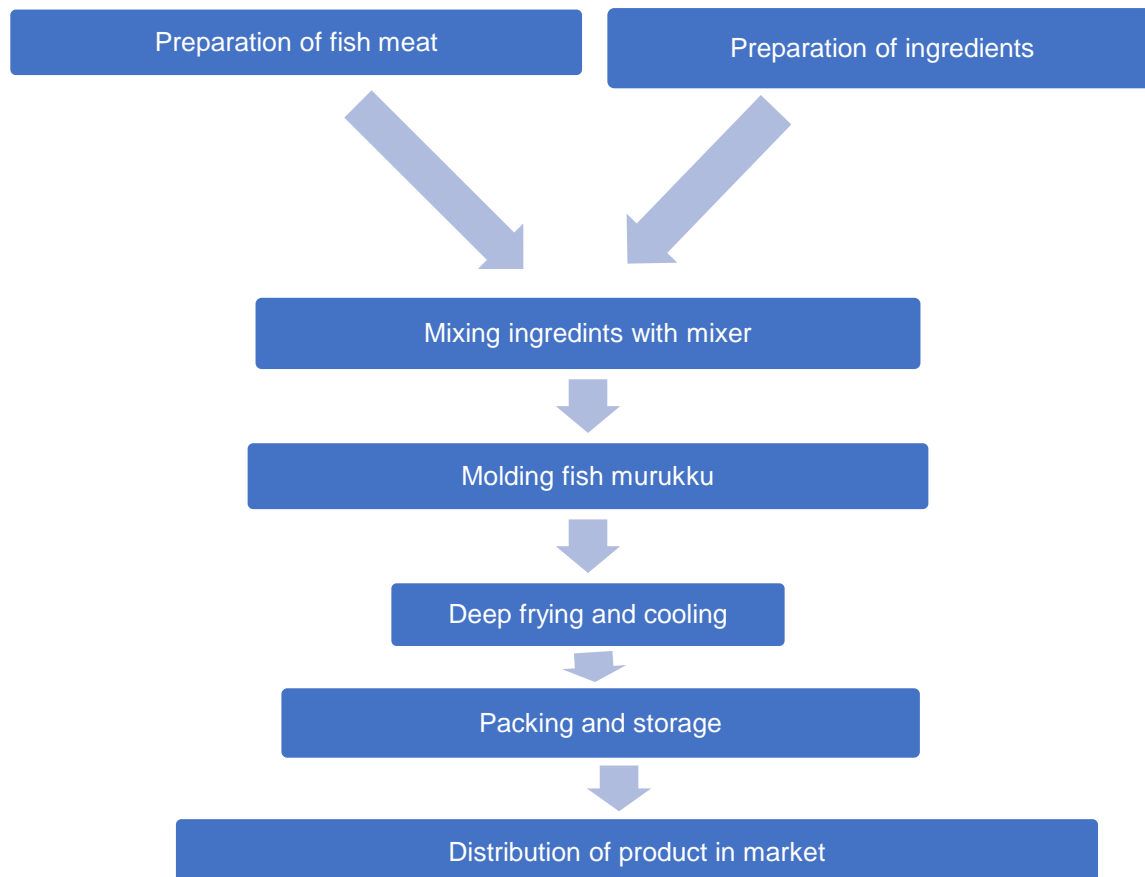 Preparation of fish meat
Preparation of ingredients
Mixing ingredints with mixer
Molding fish murukku
Deep frying and cooling
Packing and storage
Distribution of product in market